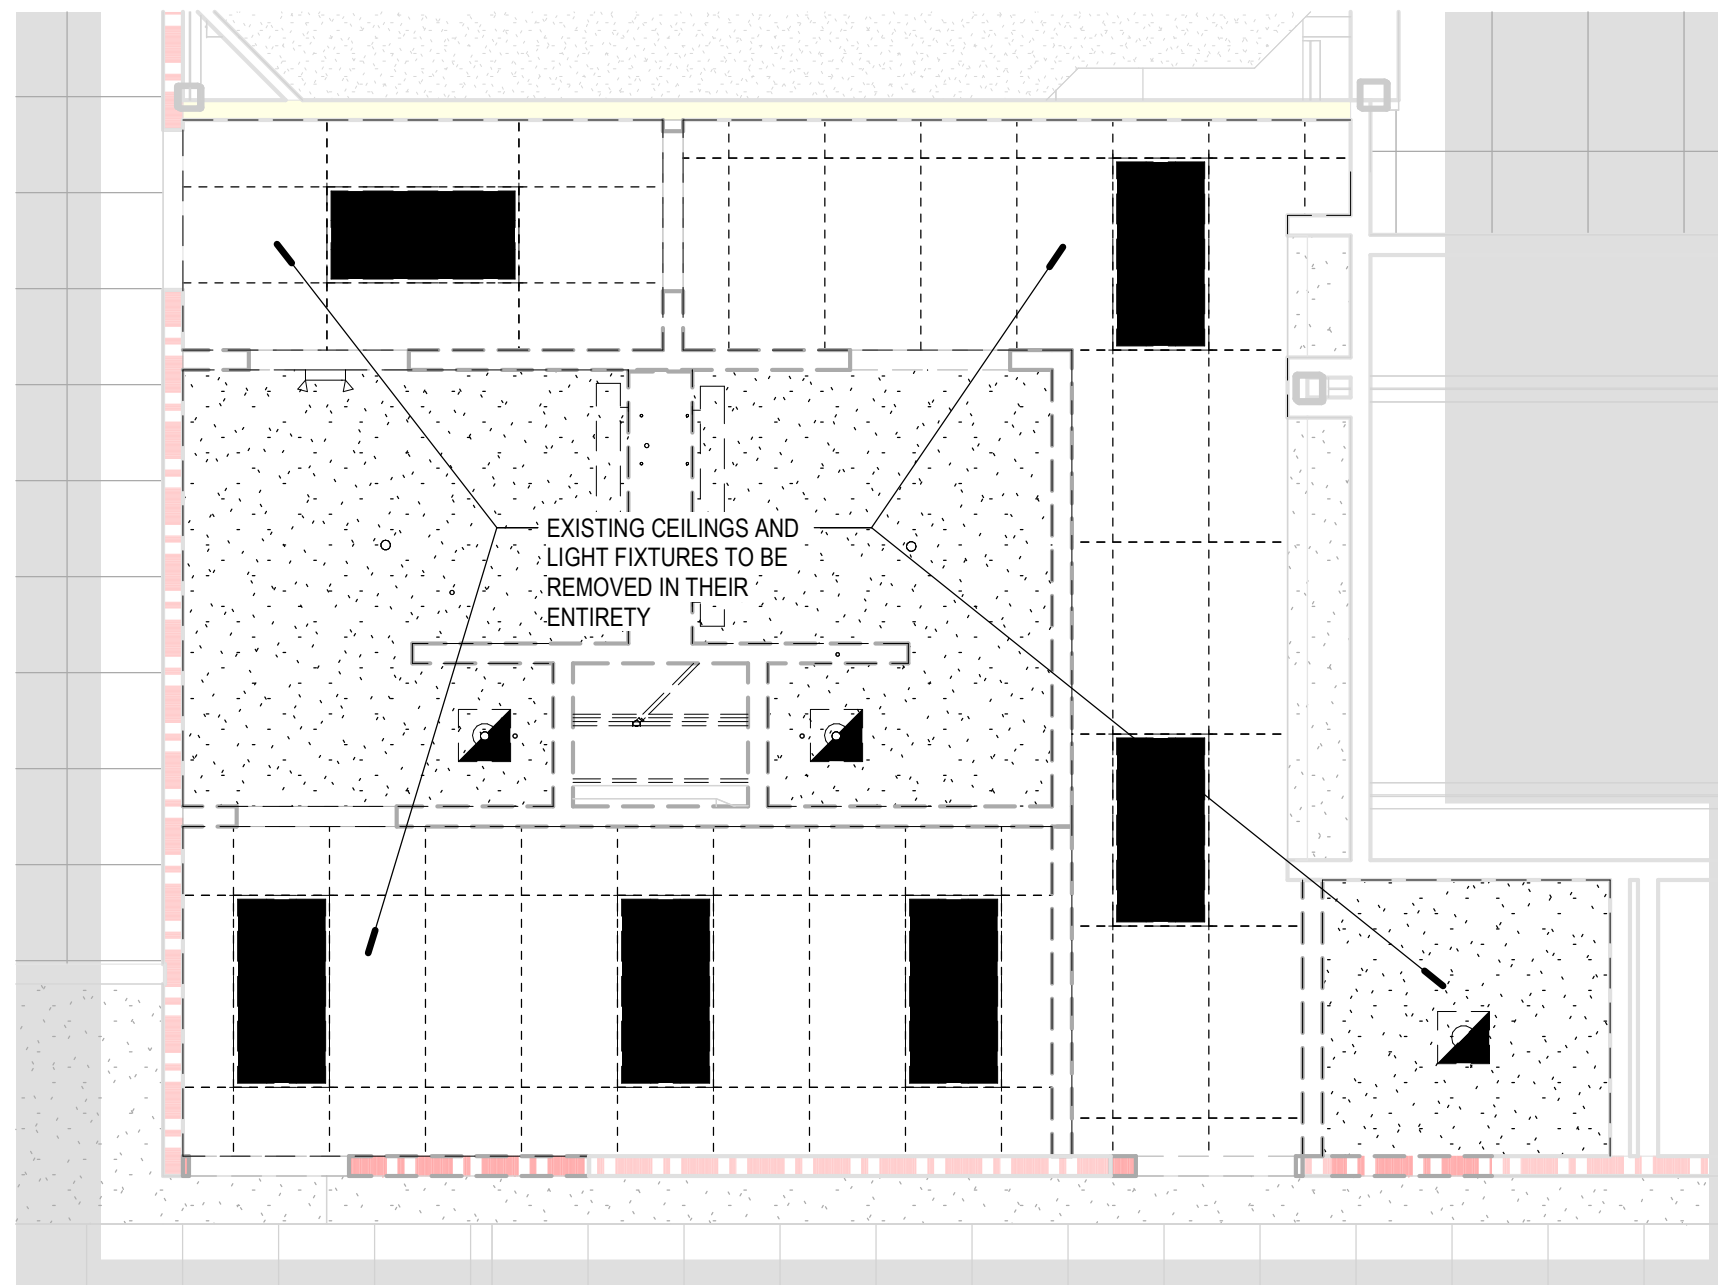 EXISTING CEILINGS AND
LIGHT FIXTURES TO BE
REMOVED IN THEIR
ENTIRETY